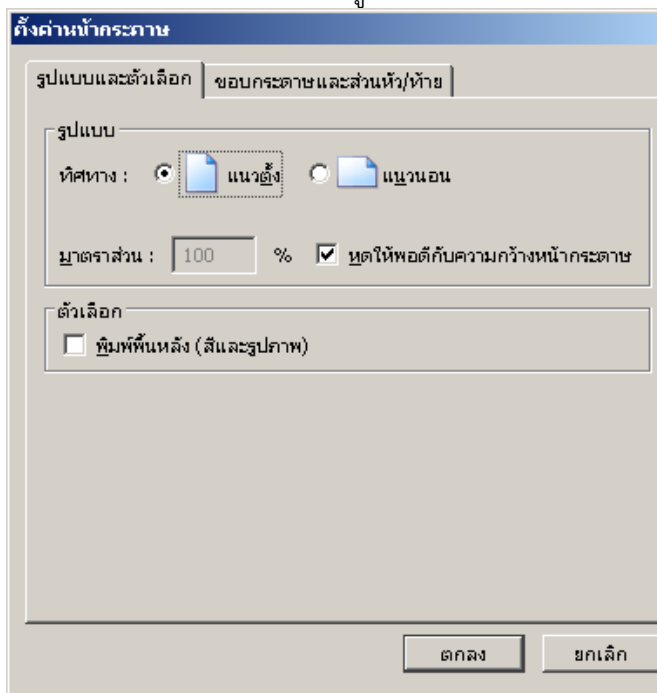 ตั้งค่าหน้ากระดาษ
รูปแบบและตัวเลือก ขอบกระดาษและส่วนหัว/ท้าย
รูปแบบ
ทิศทาง : แนวตั้ง แนวนอน
มาตราส่วน : 100 % หดให้พอดีกับความกว้างหน้ากระดาษ
ตัวเลือก
พิมพ์พื้นหลัง (สีและรูปภาพ)
ตกลง ยกเลิก